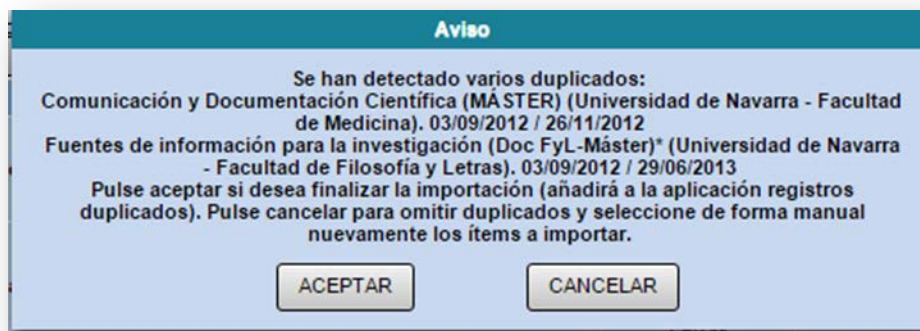 Aviso
Se han detectado varios duplicados:
Comunicación y Documentación Científica (MÁSTER) (Universidad de Navarra - Facultad
de Medicina). 03/09/2012 / 26/11/2012
Fuentes de información para la investigación (Doc FyL-Máster)* (Universidad de Navarra
- Facultad de Filosofía y Letras). 03/09/2012 / 29/06/2013
Pulse aceptar si desea finalizar la importación (añadirá a la aplicación registros
duplicados). Pulse cancelar para omitir duplicados y seleccione de forma manual
nuevamente los ítems a importar.
ACEPTAR
CANCELAR